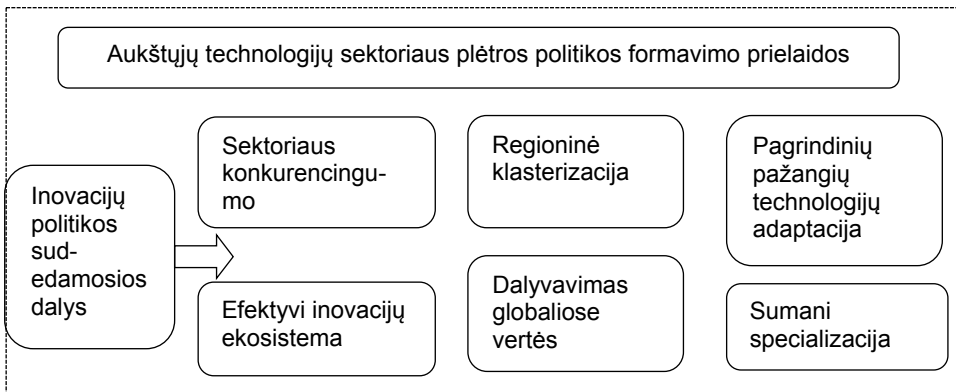 Aukštųjų technologijų sektoriaus plėtros politikos formavimo prielaidos
Inovacijų
politikos
sud-
edamosios
dalys
Sektoriaus
konkurencingu-
mo
Efektyvi inovacijų
ekosistema
Regioninė
klasterizacija
Dalyvavimas
globaliose
vertės
Pagrindinių
pažangių
technologijų
adaptacija
Sumani
specializacija